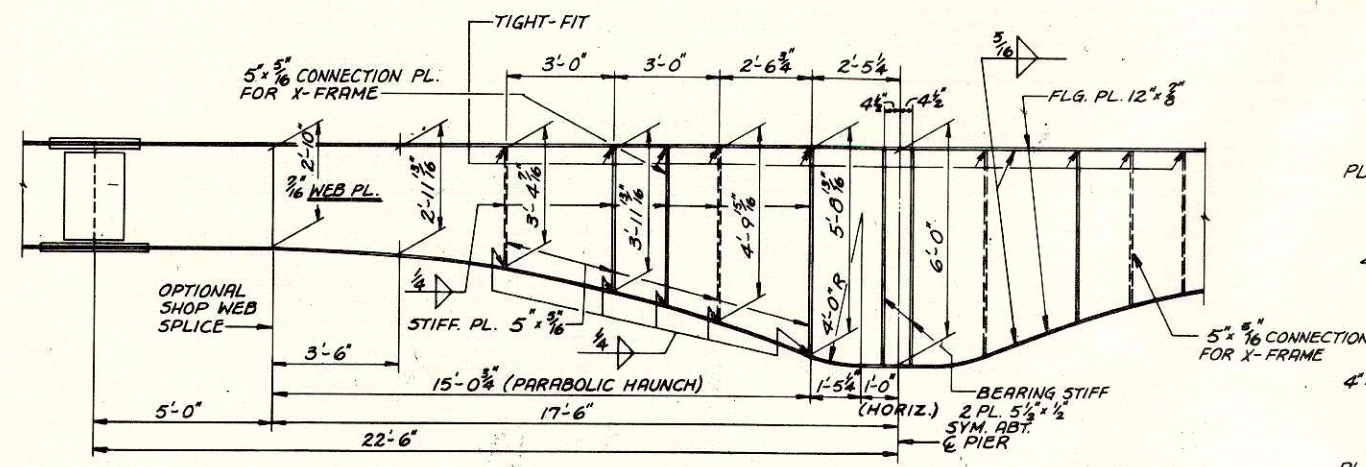 TIGHT-FIT
5" x 5/16" CONNECTION PL.
FOR X-FRAME
3'-0"
3'-0"
2'-6 3/4"
2'-5 1/4"
5/16
4 1/2"
4 1/2"
FLG. PL. 12" x 7/8"
2'-10"
7/16" WEB PL.
2'-11 13/16"
3'-4 7/16"
3'-11 13/16"
4'-9 15/16"
5'-8 13/16"
4'-0" R
6'-0"
1/4
STIFF. PL. 5" x 5/16"
1/4
OPTIONAL
SHOP WEB
SPLICE
3'-6"
15'-0 3/4" (PARABOLIC HAUNCH)
1'-5 1/4"
1'-0"
(HORIZ.)
5'-0"
17'-6"
22'-6"
BEARING STIFF
2 PL. 5 1/2" x 1/2"
SYM. ABT.
℄ PIER
5" x 5/16" CONNECTION
FOR X-FRAME
PL
4
4"
PL